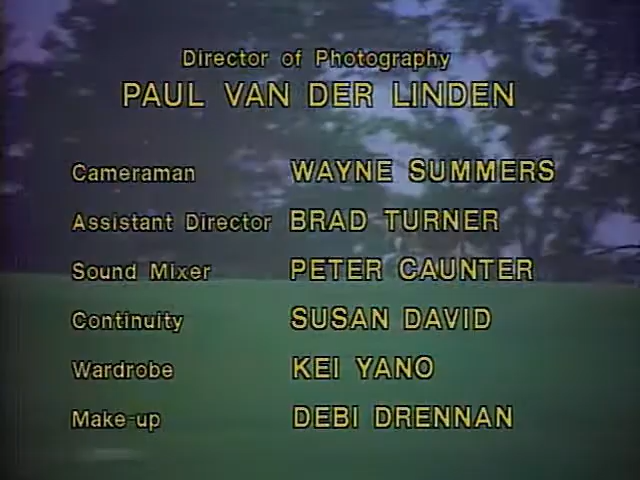 Director of Photography
PAUL VAN DER LINDEN
Cameraman WAYNE SUMMERS
Assistant Director BRAD TURNER
Sound Mixer PETER CAUNTER
Continuity SUSAN DAVID
Wardrobe KEI YANO
Make-up DEBI DRENNAN